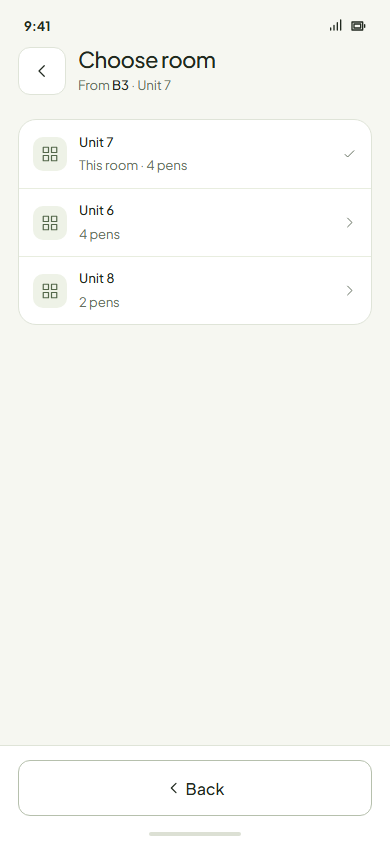 9:41
Choose room
From B3 · Unit 7
Unit 7
This room · 4 pens
Unit 6
4 pens
Unit 8
2 pens
Back